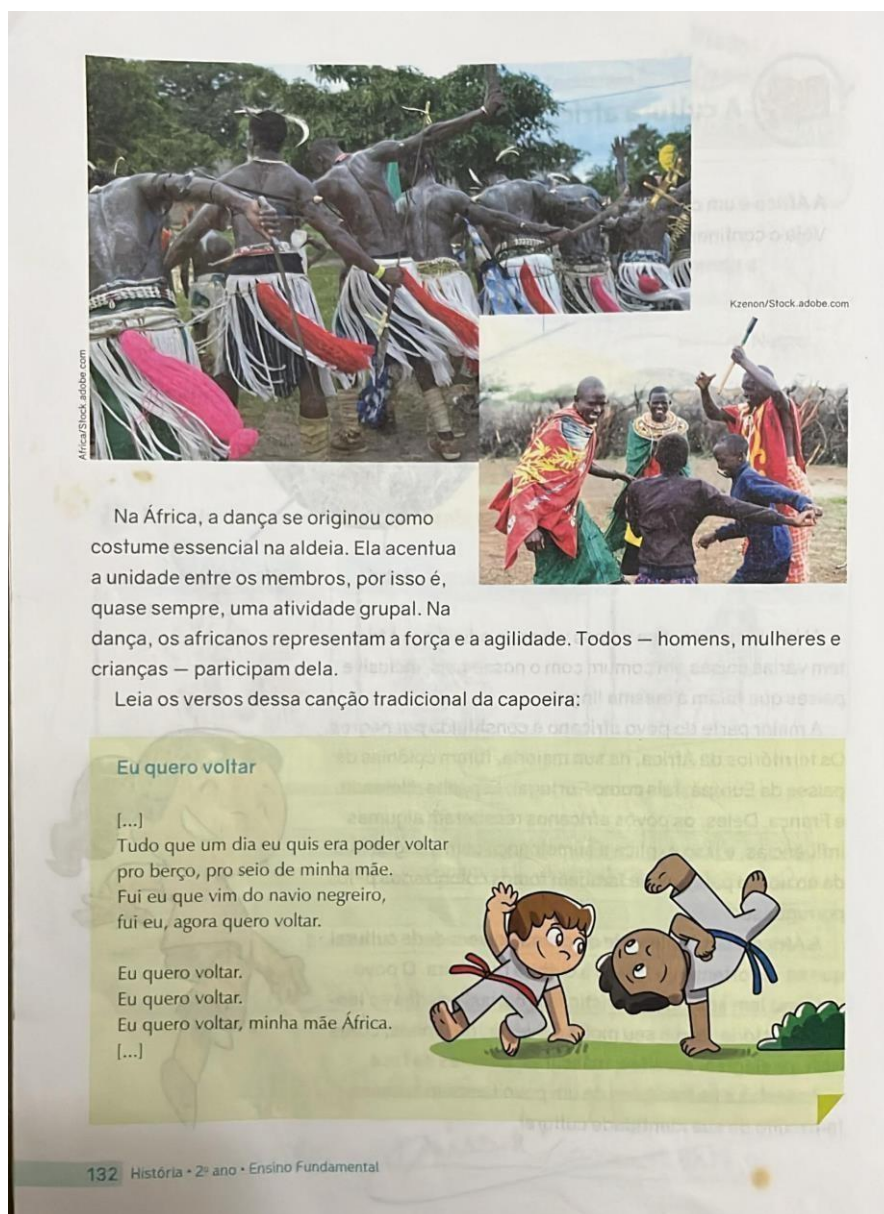 Kzenon/Stock.adobe.com
Africa/Stock.adobe.com
Na África, a dança se originou como
costume essencial na aldeia. Ela acentua
a unidade entre os membros, por isso é,
quase sempre, uma atividade grupal. Na
dança, os africanos representam a força e a agilidade. Todos — homens, mulheres e
crianças — participam dela.
Leia os versos dessa canção tradicional da capoeira:
Eu quero voltar
[...]
Tudo que um dia eu quis era poder voltar
pro berço, pro seio de minha mãe.
Fui eu que vim do navio negreiro,
fui eu, agora quero voltar.
Eu quero voltar.
Eu quero voltar.
Eu quero voltar, minha mãe África.
[...]
132 História • 2º ano • Ensino Fundamental